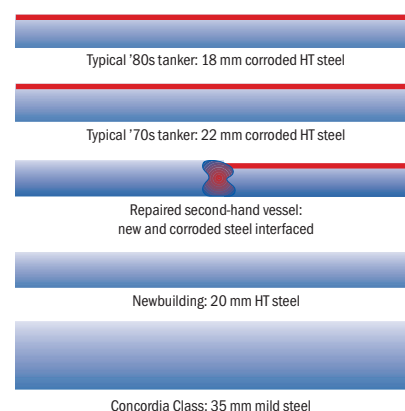 Typical ’80s tanker: 18 mm corroded HT steel
Typical ’70s tanker: 22 mm corroded HT steel
Repaired second-hand vessel:
new and corroded steel interfaced
Newbuilding: 20 mm HT steel
Concordia Class: 35 mm mild steel